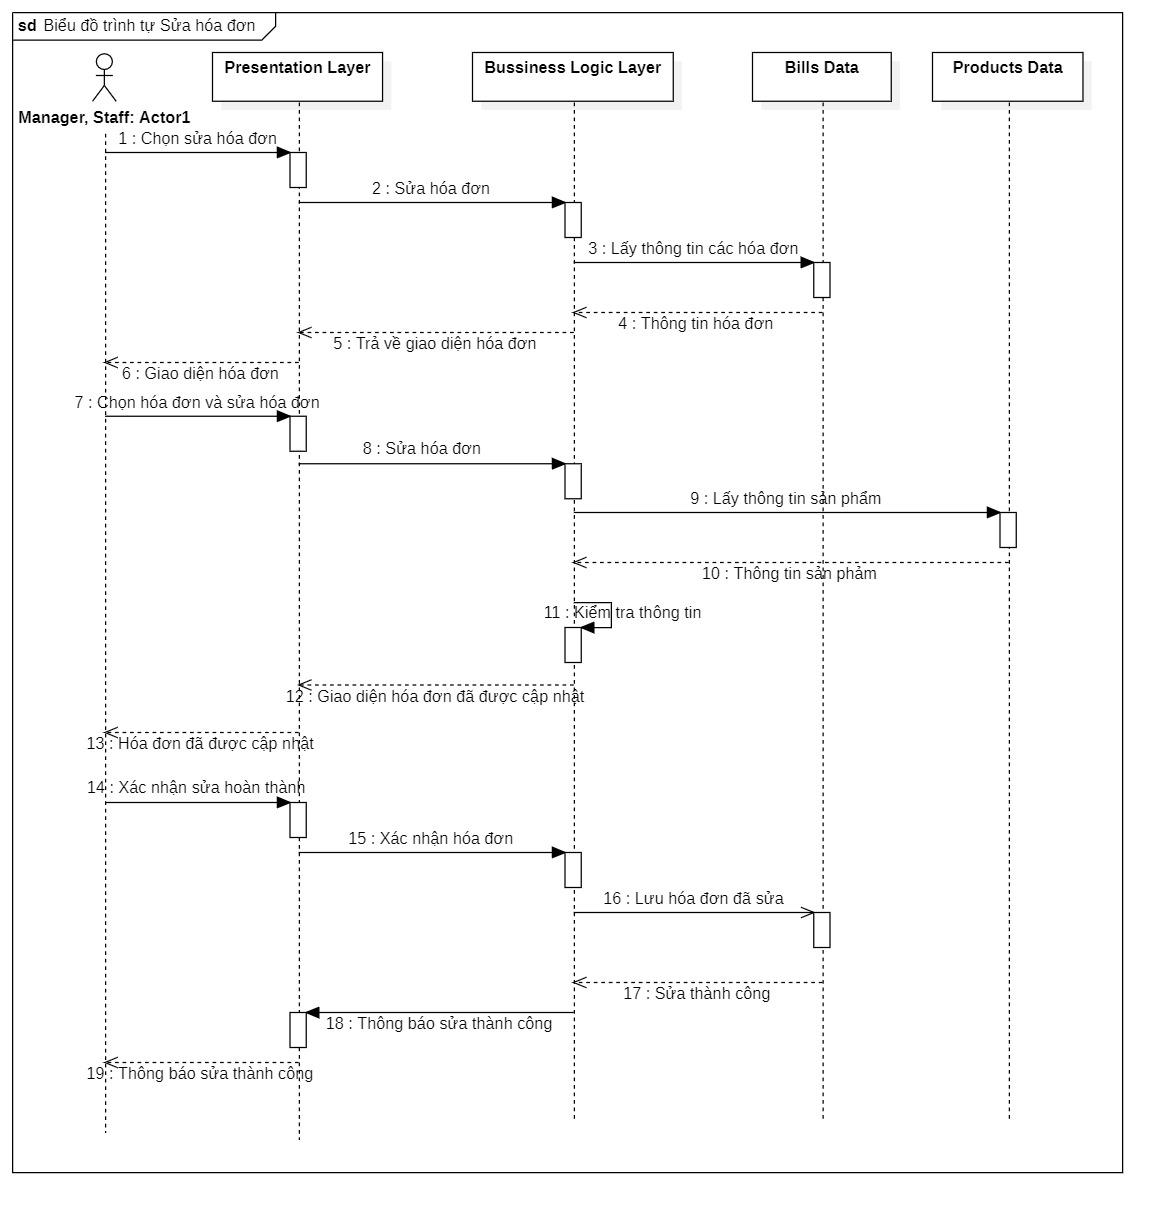 sd Biểu đồ trình tự Sửa hóa đơn
Presentation Layer
Bussiness Logic Layer
Bills Data
Products Data
Manager, Staff: Actor1
1 : Chọn sửa hóa đơn
2 : Sửa hóa đơn
3 : Lấy thông tin các hóa đơn
4 : Thông tin hóa đơn
5 : Trả về giao diện hóa đơn
6 : Giao diện hóa đơn
7 : Chọn hóa đơn và sửa hóa đơn
8 : Sửa hóa đơn
9 : Lấy thông tin sản phẩm
10 : Thông tin sản phảm
11 : Kiểm tra thông tin
12 : Giao diện hóa đơn đã được cập nhật
13 : Hóa đơn đã được cập nhật
14 : Xác nhận sửa hoàn thành
15 : Xác nhận hóa đơn
16 : Lưu hóa đơn đã sửa
17 : Sửa thành công
18 : Thông báo sửa thành công
19 : Thông báo sửa thành công